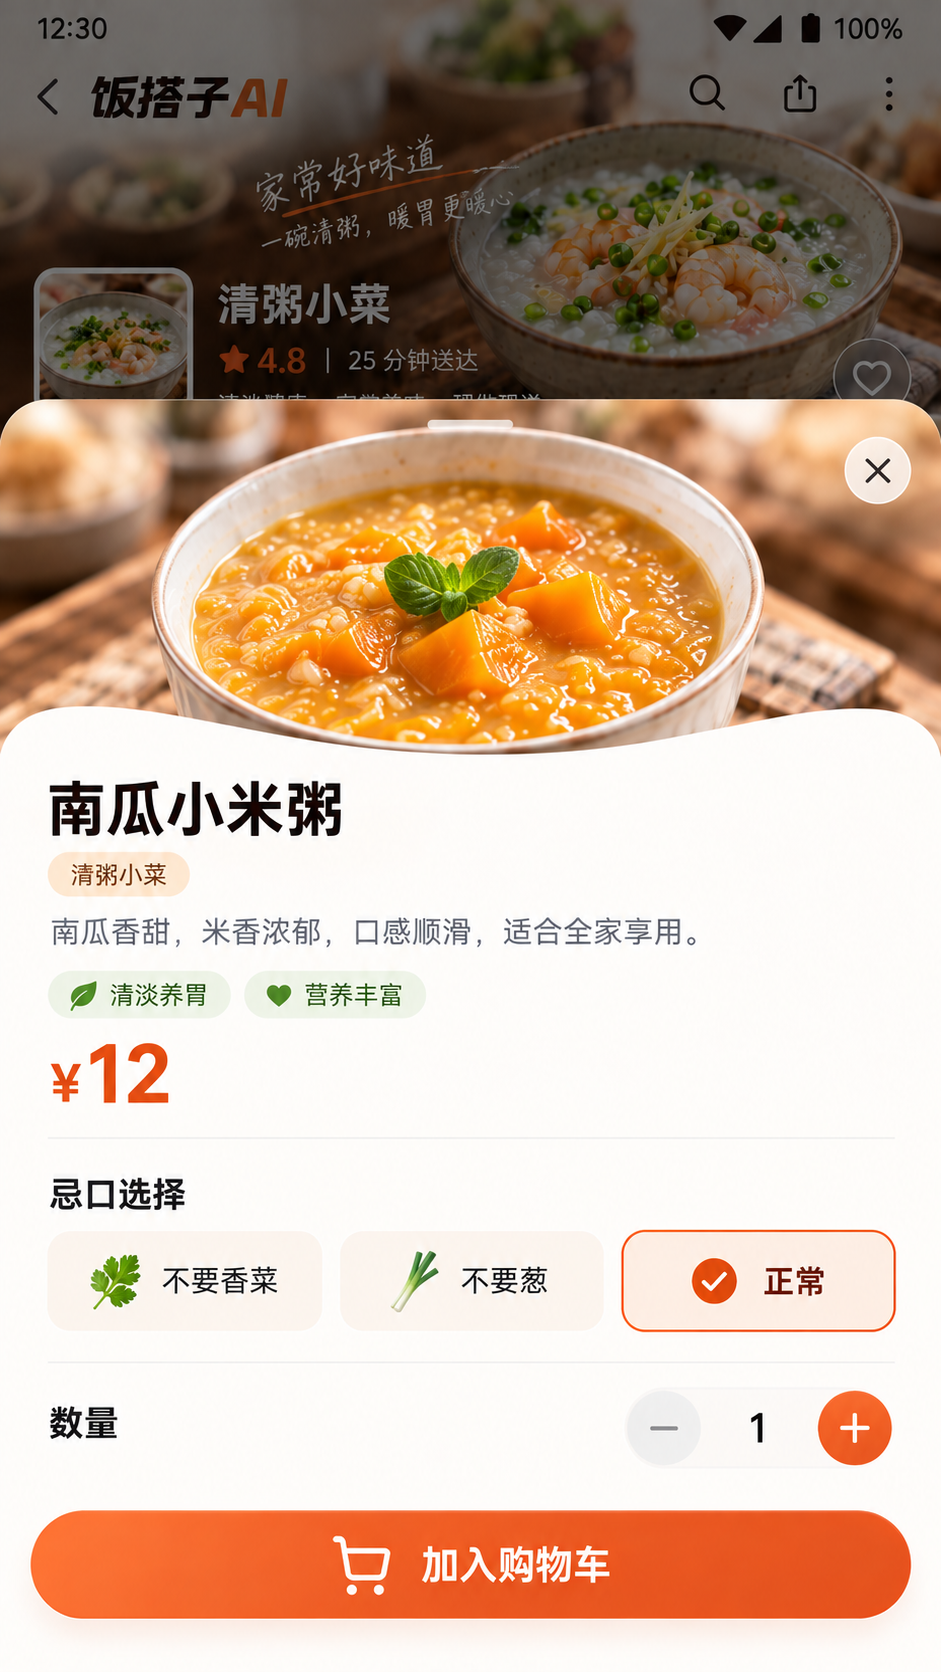 12:30
100%
饭搭子AI
家常好味道
一碗清粥，暖胃更暖心
清粥小菜
4.8 | 25 分钟送达
南瓜小米粥
清粥小菜
南瓜香甜，米香浓郁，口感顺滑，适合全家享用。
清淡养胃 营养丰富
¥12
忌口选择
不要香菜 不要葱 正常
数量
1
加入购物车